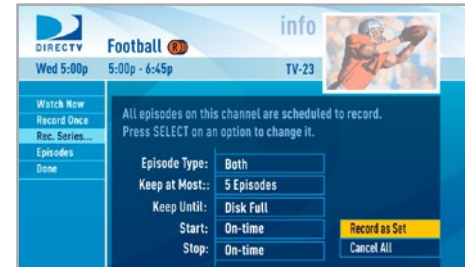 info
DIRECTV
Football R
Wed 5:00p 5:00p - 6:45p TV-23
Watch Now
Record Once
Rec. Series...
Episodes
Done
All episodes on this channel are scheduled to record.
Press SELECT on an option to change it.
Episode Type: Both
Keep at Most:: 5 Episodes
Keep Until: Disk Full
Start: On-time Record as Set
Stop: On-time Cancel All